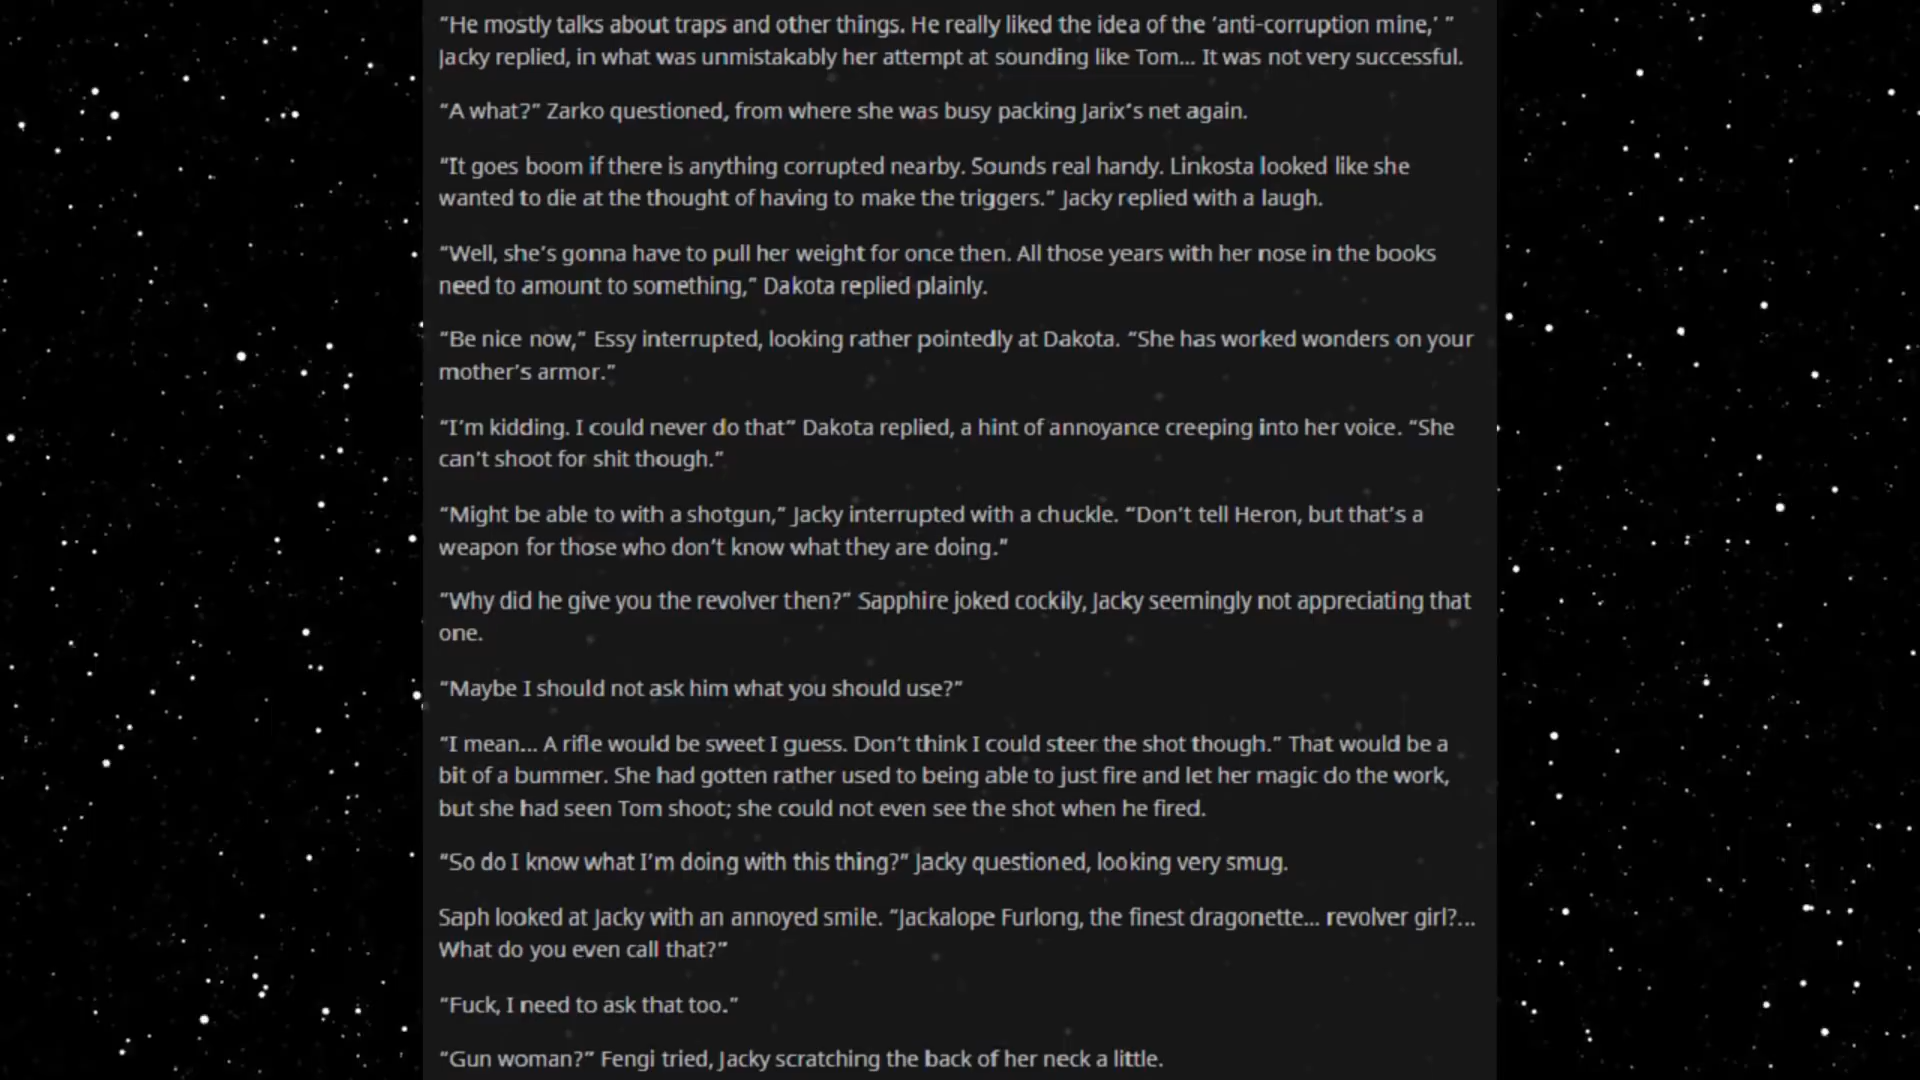 “He mostly talks about traps and other things. He really liked the idea of the ‘anti-corruption mine,’ ”
Jacky replied, in what was unmistakably her attempt at sounding like Tom... It was not very successful.
“A what?” Zarko questioned, from where she was busy packing Jarix’s net again.
“It goes boom if there is anything corrupted nearby. Sounds real handy. Linkosta looked like she
wanted to die at the thought of having to make the triggers.” Jacky replied with a laugh.
“Well, she’s gonna have to pull her weight for once then. All those years with her nose in the books
need to amount to something,” Dakota replied plainly.
“Be nice now,” Essy interrupted, looking rather pointedly at Dakota. “She has worked wonders on your
mother’s armor.”
“I’m kidding. I could never do that” Dakota replied, a hint of annoyance creeping into her voice. “She
can’t shoot for shit though.”
“Might be able to with a shotgun,” Jacky interrupted with a chuckle. “Don’t tell Heron, but that’s a
weapon for those who don’t know what they are doing.”
“Why did he give you the revolver then?” Sapphire joked cockily, Jacky seemingly not appreciating that
one.
“Maybe I should not ask him what you should use?”
“I mean... A rifle would be sweet I guess. Don’t think I could steer the shot though.” That would be a
bit of a bummer. She had gotten rather used to being able to just fire and let her magic do the work,
but she had seen Tom shoot; she could not even see the shot when he fired.
“So do I know what I’m doing with this thing?” Jacky questioned, looking very smug.
Saph looked at Jacky with an annoyed smile. “Jackalope Furlong, the finest dragonette... revolver girl?...
What do you even call that?”
“Fuck, I need to ask that too.”
“Gun woman?” Fengi tried, Jacky scratching the back of her neck a little.